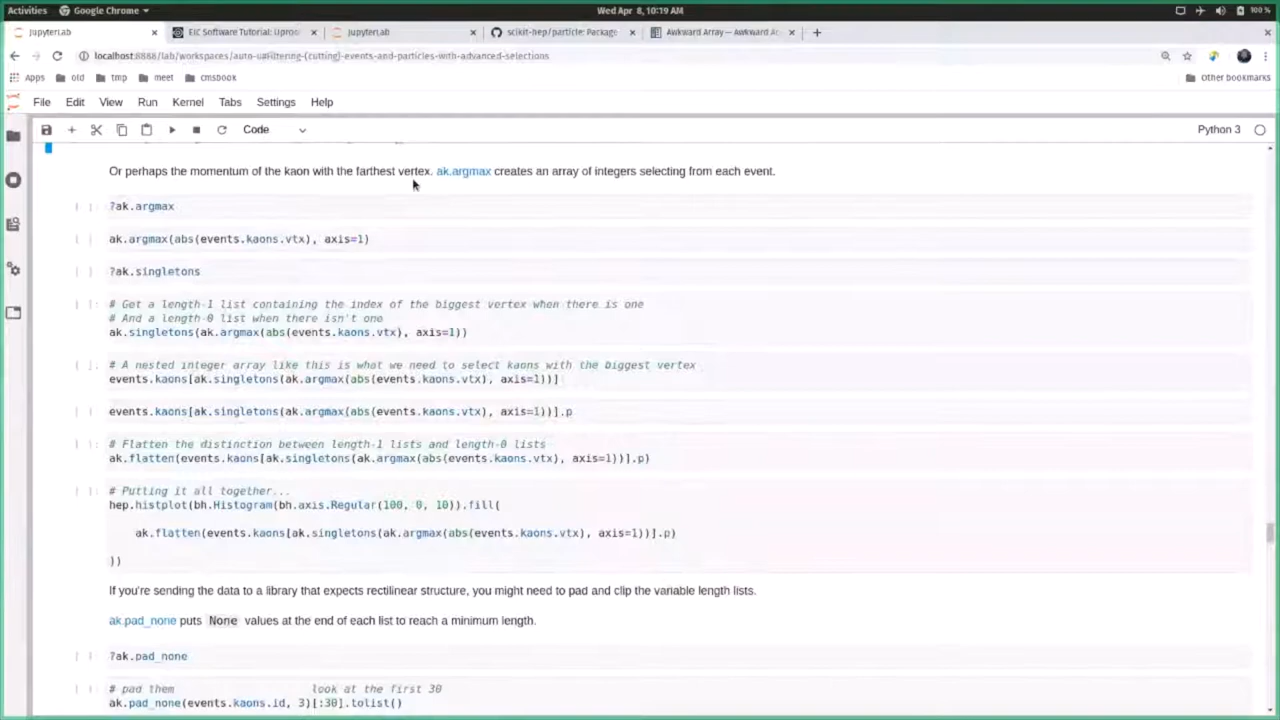 Activities Google Chrome Wed Apr 8, 10:19 AM 100 %
JupyterLab EIC Software Tutorial: Uproo JupyterLab scikit-hep/particle: Package Awkward Array — Awkward A
localhost:8888/lab/workspaces/auto-u#Filtering-(cutting)-events-and-particles-with-advanced-selections
Apps old tmp meet cmsbook Other bookmarks
File Edit View Run Kernel Tabs Settings Help
Code Python 3
Or perhaps the momentum of the kaon with the farthest vertex. ak.argmax creates an array of integers selecting from each event.
[ ]: ?ak.argmax
[ ]: ak.argmax(abs(events.kaons.vtx), axis=1)
[ ]: ?ak.singletons
[ ]: # Get a length-1 list containing the index of the biggest vertex when there is one
# And a length-0 list when there isn't one
ak.singletons(ak.argmax(abs(events.kaons.vtx), axis=1))
[ ]: # A nested integer array like this is what we need to select kaons with the biggest vertex
events.kaons[ak.singletons(ak.argmax(abs(events.kaons.vtx), axis=1))]
[ ]: events.kaons[ak.singletons(ak.argmax(abs(events.kaons.vtx), axis=1))].p
[ ]: # Flatten the distinction between length-1 lists and length-0 lists
ak.flatten(events.kaons[ak.singletons(ak.argmax(abs(events.kaons.vtx), axis=1))].p)
[ ]: # Putting it all together...
hep.histplot(bh.Histogram(bh.axis.Regular(100, 0, 10)).fill(
ak.flatten(events.kaons[ak.singletons(ak.argmax(abs(events.kaons.vtx), axis=1))].p)
))
If you're sending the data to a library that expects rectilinear structure, you might need to pad and clip the variable length lists.
ak.pad_none puts None values at the end of each list to reach a minimum length.
[ ]: ?ak.pad_none
[ ]: # pad them look at the first 30
ak.pad_none(events.kaons.id, 3)[:30].tolist()